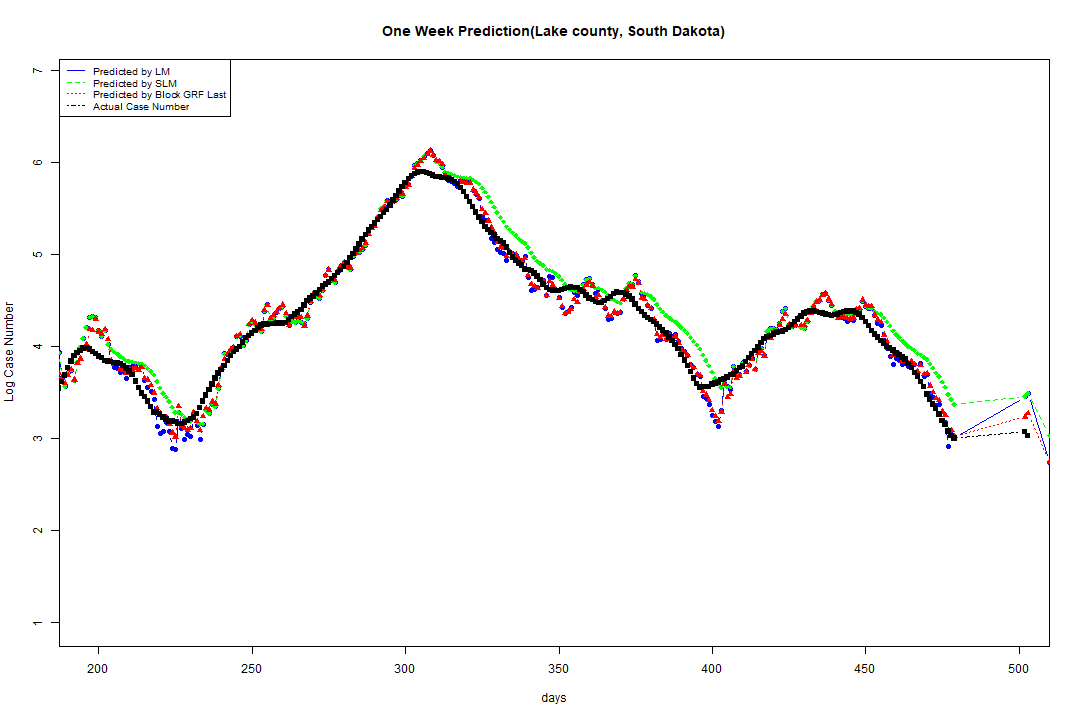 One Week Prediction(Lake county, South Dakota)
Predicted by LM
Predicted by SLM
Predicted by Block GRF Last
Actual Case Number
7
6
5
4
3
2
1
Log Case Number
200 250 300 350 400 450 500
days